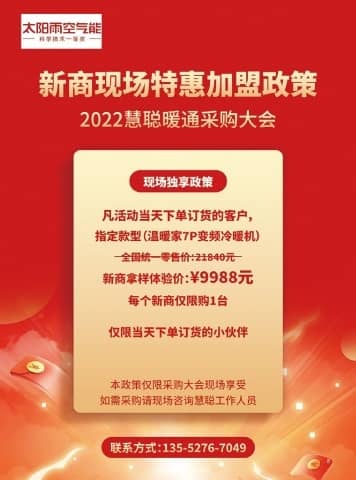 太阳雨空气能
科学技术一等奖
新商现场特惠加盟政策
2022慧聪暖通采购大会
现场独享政策
凡活动当天下单订货的客户，
指定款型（温暖家7P变频冷暖机）
全国统一零售价：21840元
新商拿样体验价：¥9988元
每个新商仅限购1台
仅限当天下单订货的小伙伴
本政策仅限采购大会现场享受
如需采购请现场咨询慧聪工作人员
联系方式：135-5276-7049